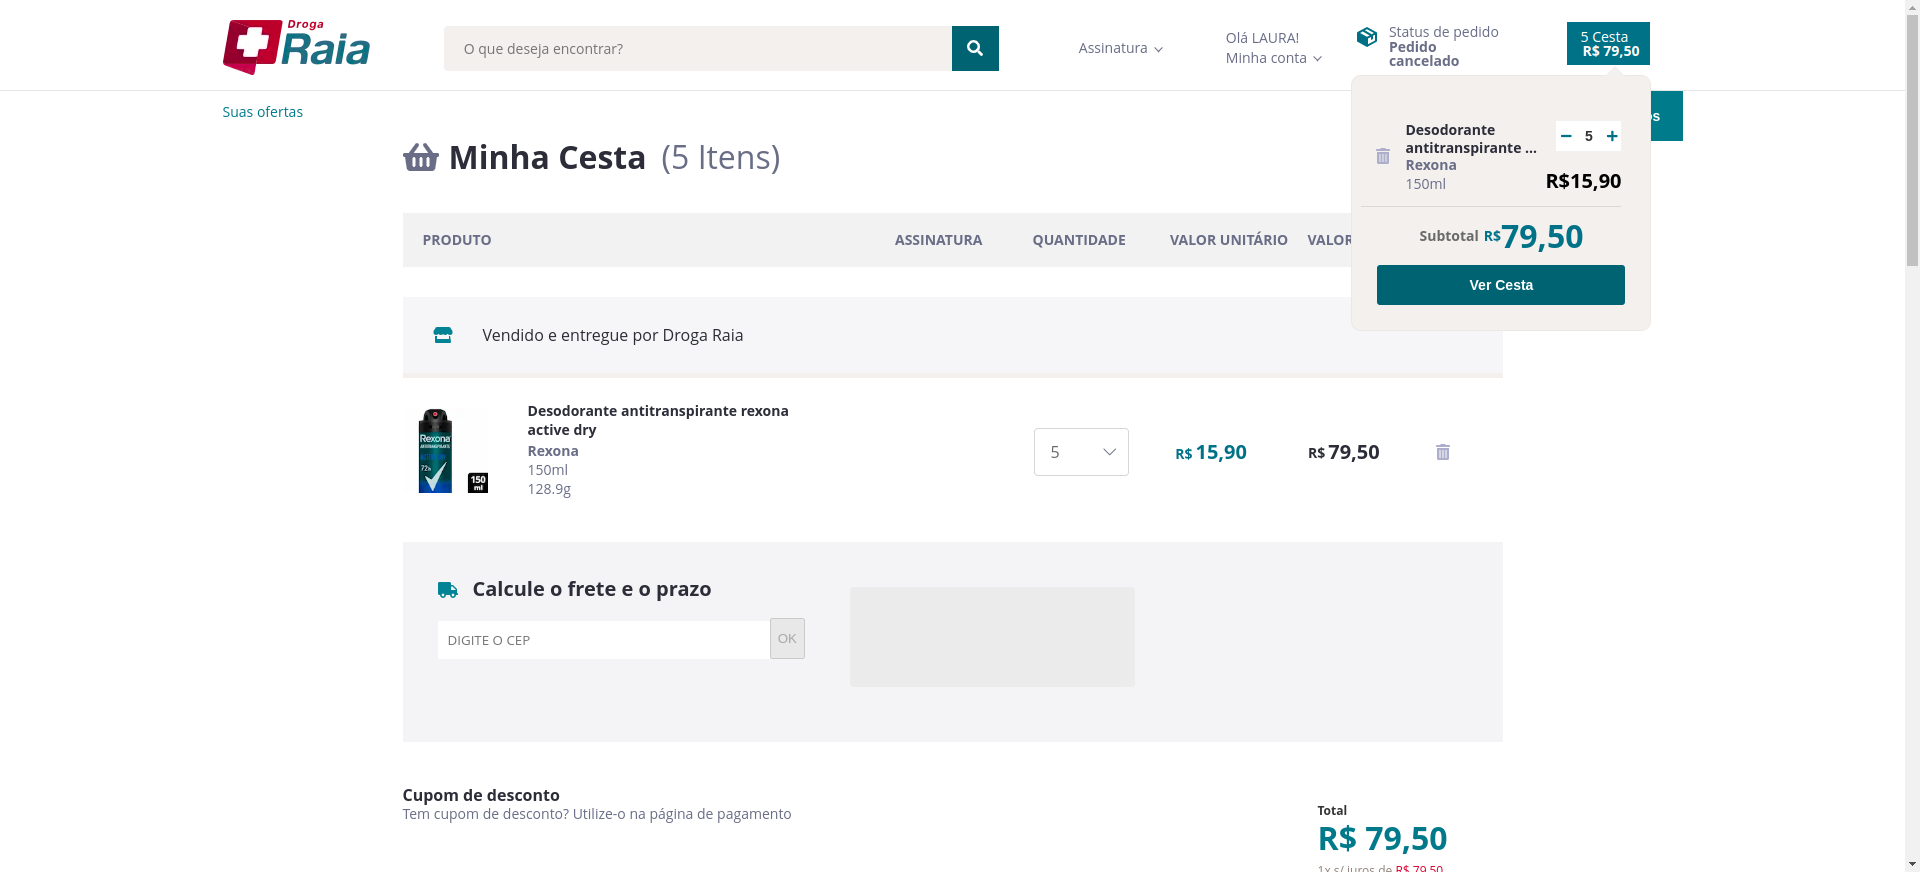 Droga
Raia
O que deseja encontrar?
Assinatura
Olá LAURA!
Minha conta
Status de pedido
Pedido
cancelado
5 Cesta
R$ 79,50
Suas ofertas
Minha Cesta (5 Itens)
Desodorante
antitranspirante ...
Rexona
150ml
5
R$15,90
Subtotal R$79,50
Ver Cesta
PRODUTO ASSINATURA QUANTIDADE VALOR UNITÁRIO VALOR
Vendido e entregue por Droga Raia
Rexona
72h
150
ml
Desodorante antitranspirante rexona
active dry
Rexona
150ml
128.9g
5
R$ 15,90
R$ 79,50
Calcule o frete e o prazo
DIGITE O CEP
OK
Cupom de desconto
Tem cupom de desconto? Utilize-o na página de pagamento
Total
R$ 79,50
1x s/ juros de R$ 79,50